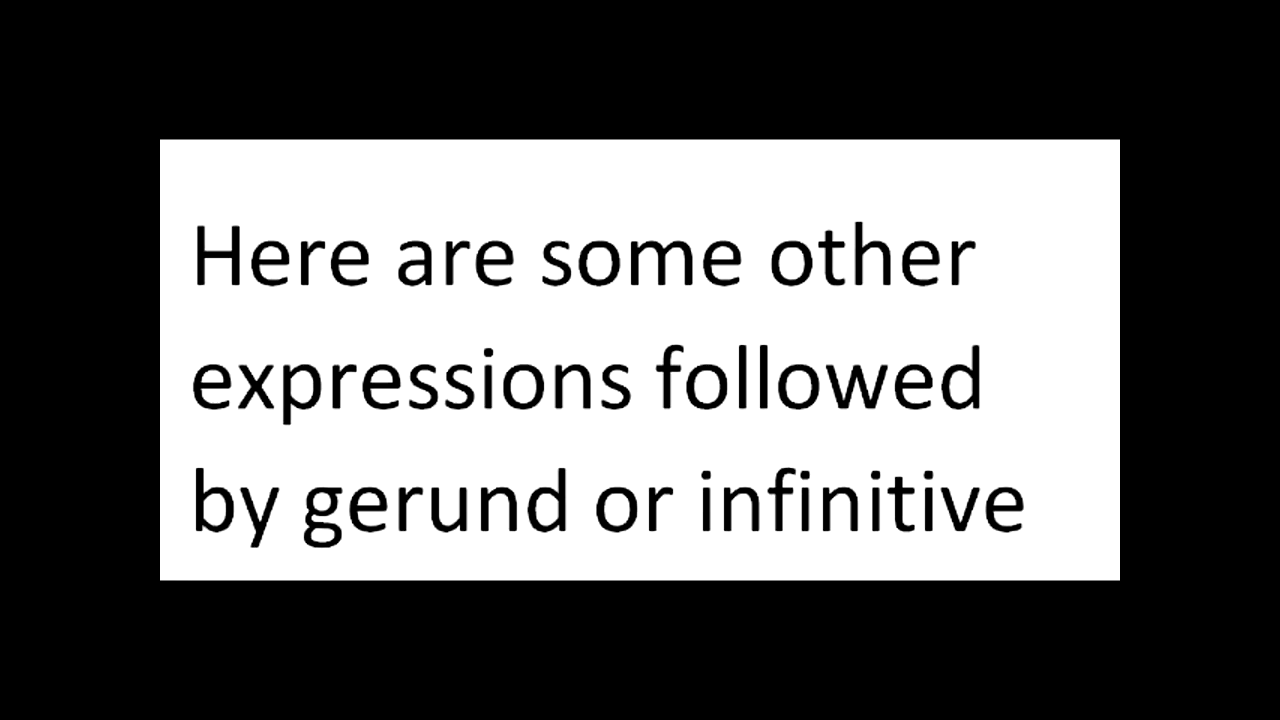 Here are some other
expressions followed
by gerund or infinitive